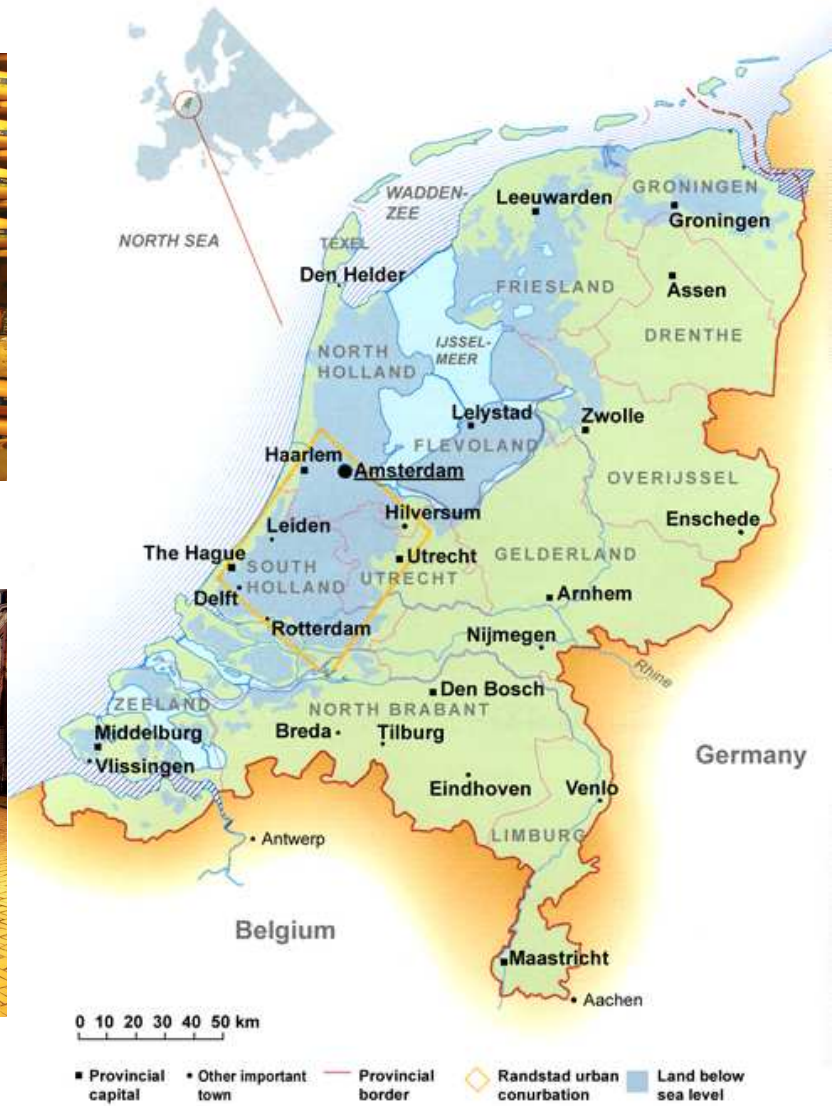 WADDEN-
ZEE
NORTH SEA
TEXEL
Den Helder
Leeuwarden
GRONINGEN
Groningen
FRIESLAND
Assen
DRENTHE
NORTH
HOLLAND
IJSSEL-
MEER
Lelystad
FLEVOLAND
Zwolle
OVERIJSSEL
Haarlem
Amsterdam
Hilversum
Enschede
Leiden
The Hague
SOUTH
HOLLAND
Utrecht
UTRECHT
GELDERLAND
Delft
Arnhem
Rotterdam
Nijmegen
Rhine
ZEELAND
Den Bosch
NORTH BRABANT
Middelburg
Breda
Tilburg
Vlissingen
Eindhoven
Venlo
Germany
LIMBURG
Antwerp
Belgium
Maastricht
Aachen
0 10 20 30 40 50 km
Provincial
capital
Other important
town
Provincial
border
Randstad urban
conurbation
Land below
sea level